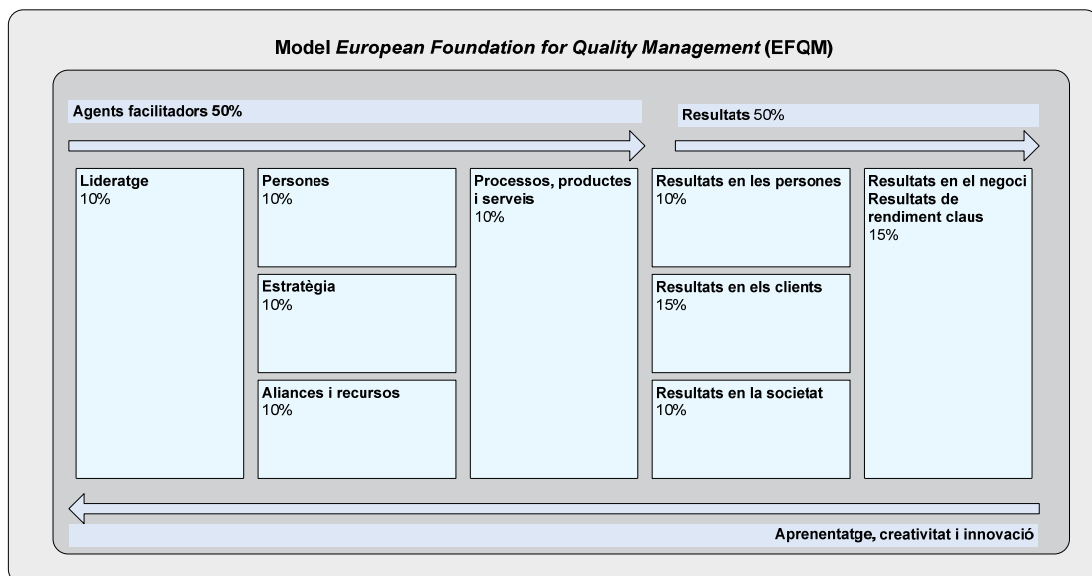 Model European Foundation for Quality Management (EFQM)
Agents facilitadors 50%
Resultats 50%
Lideratge
10%
Persones
10%
Estratègia
10%
Aliances i recursos
10%
Processos, productes
i serveis
10%
Resultats en les persones
10%
Resultats en els clients
15%
Resultats en la societat
10%
Resultats en el negoci
Resultats de
rendiment claus
15%
Aprenentatge, creativitat i innovació